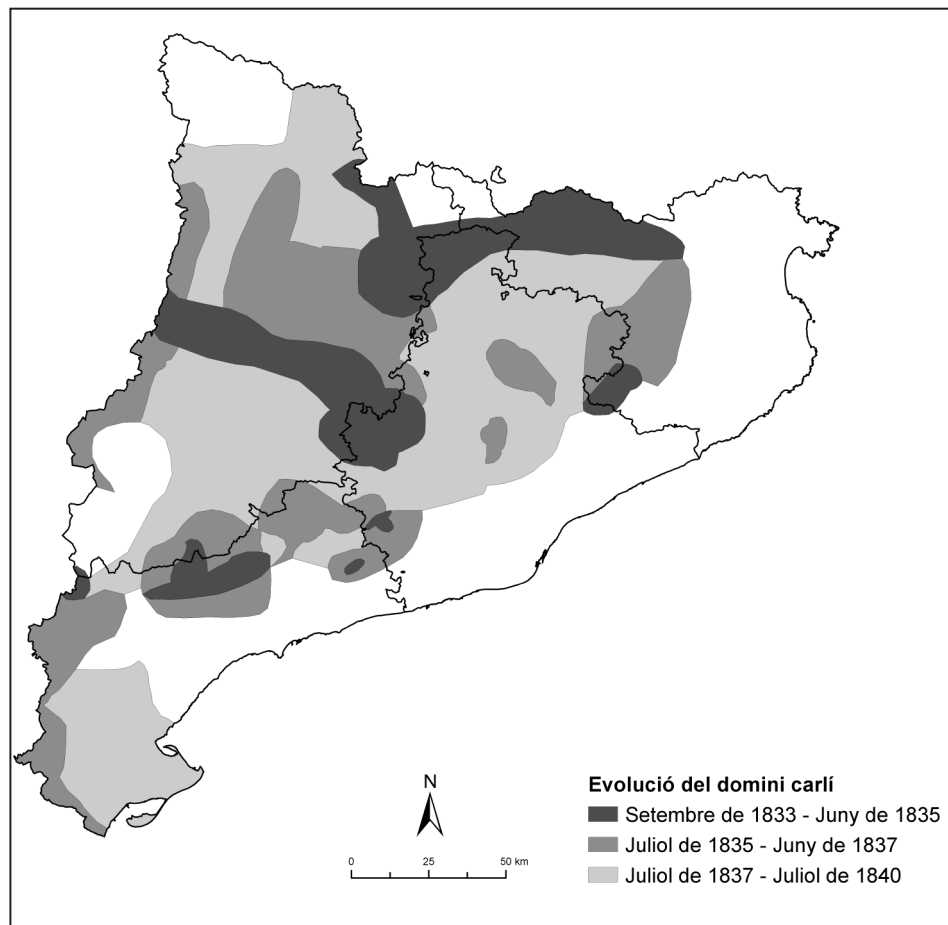 N
0 25 50 km
Evolució del domini carlí
Setembre de 1833 - Juny de 1835
Juliol de 1835 - Juny de 1837
Juliol de 1837 - Juliol de 1840